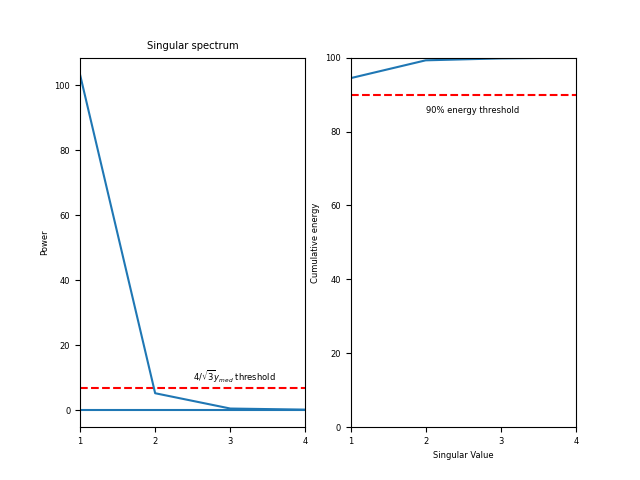 Singular spectrum
Power
100
80
60
40
20
0
4/√3y_med threshold
1 2 3 4
Cumulative energy
100
80
60
40
20
0
90% energy threshold
1 2 3 4
Singular Value